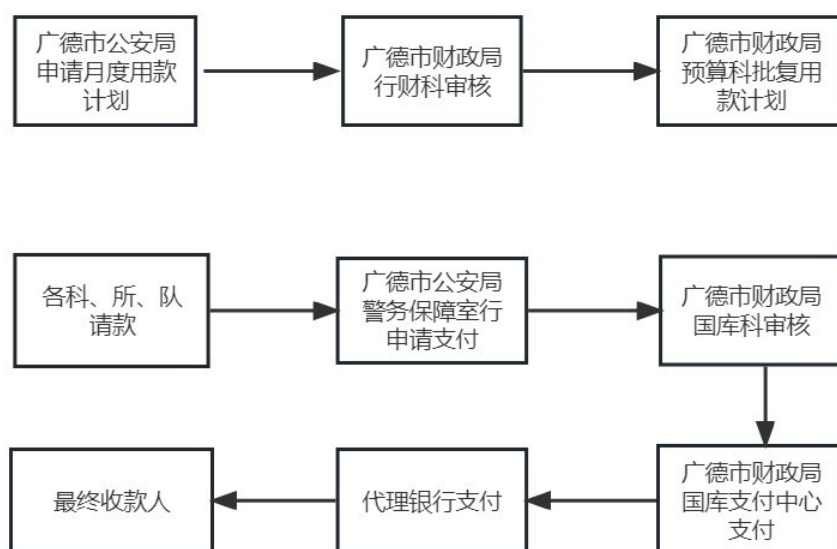 广德市公安局
申请月度用款
计划
广德市财政局
行财科审核
广德市财政局
预算科批复用
款计划
各科、所、队
请款
广德市公安局
警务保障室行
申请支付
广德市财政局
国库科审核
广德市财政局
国库支付中心
支付
代理银行支付
最终收款人